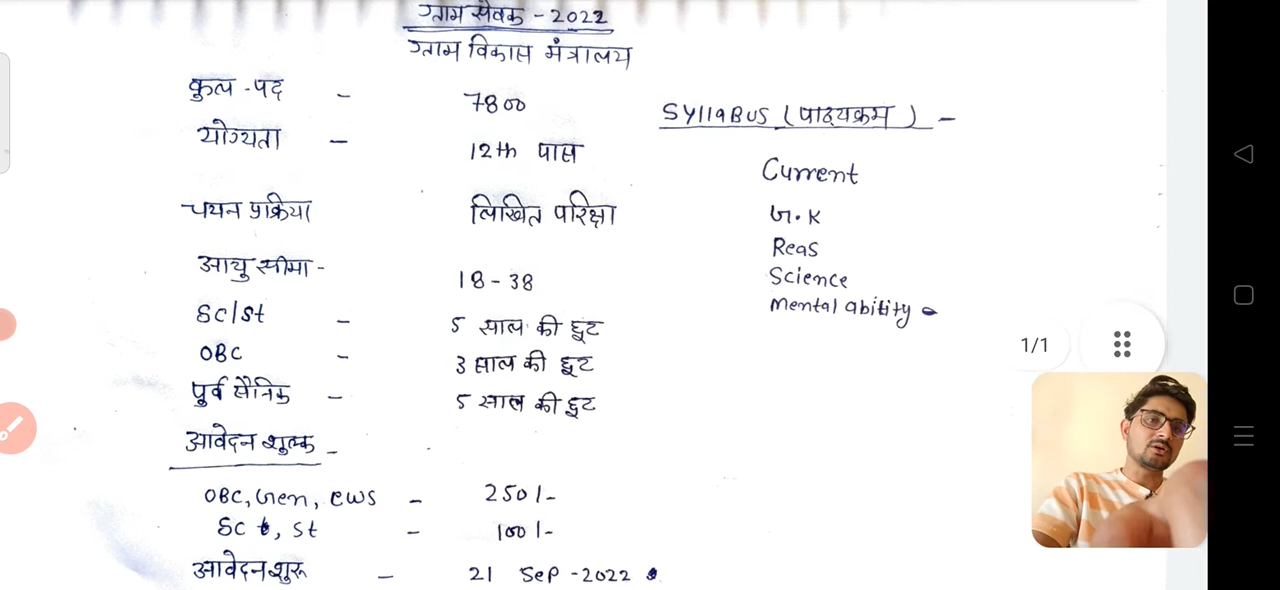 ग्राम सेवक - 2022
ग्राम विकास मंत्रालय
कुल - पद - 7800
योग्यता - 12th पास
चयन प्रक्रिया लिखित परिक्षा
आयु सीमा - 18 - 38
Sc/St - 5 साल की छूट
OBC - 3 साल की छूट
पुर्व सैनिक - 5 साल की छूट
आवेदन शुल्क -
OBC, Gen, EWS - 250/-
Sc, St - 100/-
आवेदन शुरू - 21 Sep - 2022
SYllaBUS (पाठ्यक्रम) -
Current
G.K
Reas
Science
Mental ability
1/1